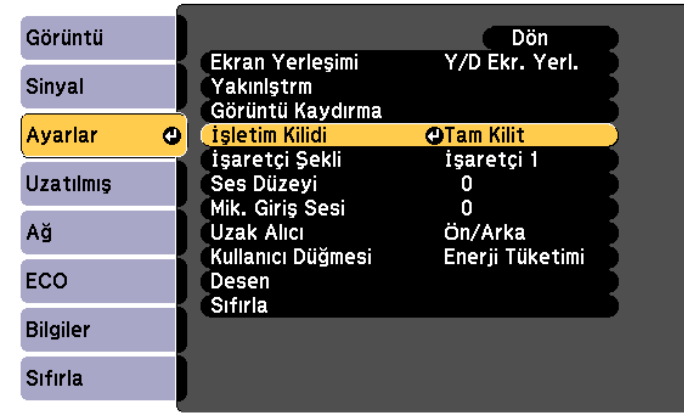 Görüntü
Sinyal
Ayarlar
Uzatılmış
Ağ
ECO
Bilgiler
Sıfırla
Dön
Ekran Yerleşimi Y/D Ekr. Yerl.
Yakınlştrm
Görüntü Kaydırma
İşletim Kilidi Tam Kilit
İşaretçi Şekli İşaretçi 1
Ses Düzeyi 0
Mik. Giriş Sesi 0
Uzak Alıcı Ön/Arka
Kullanıcı Düğmesi Enerji Tüketimi
Desen
Sıfırla